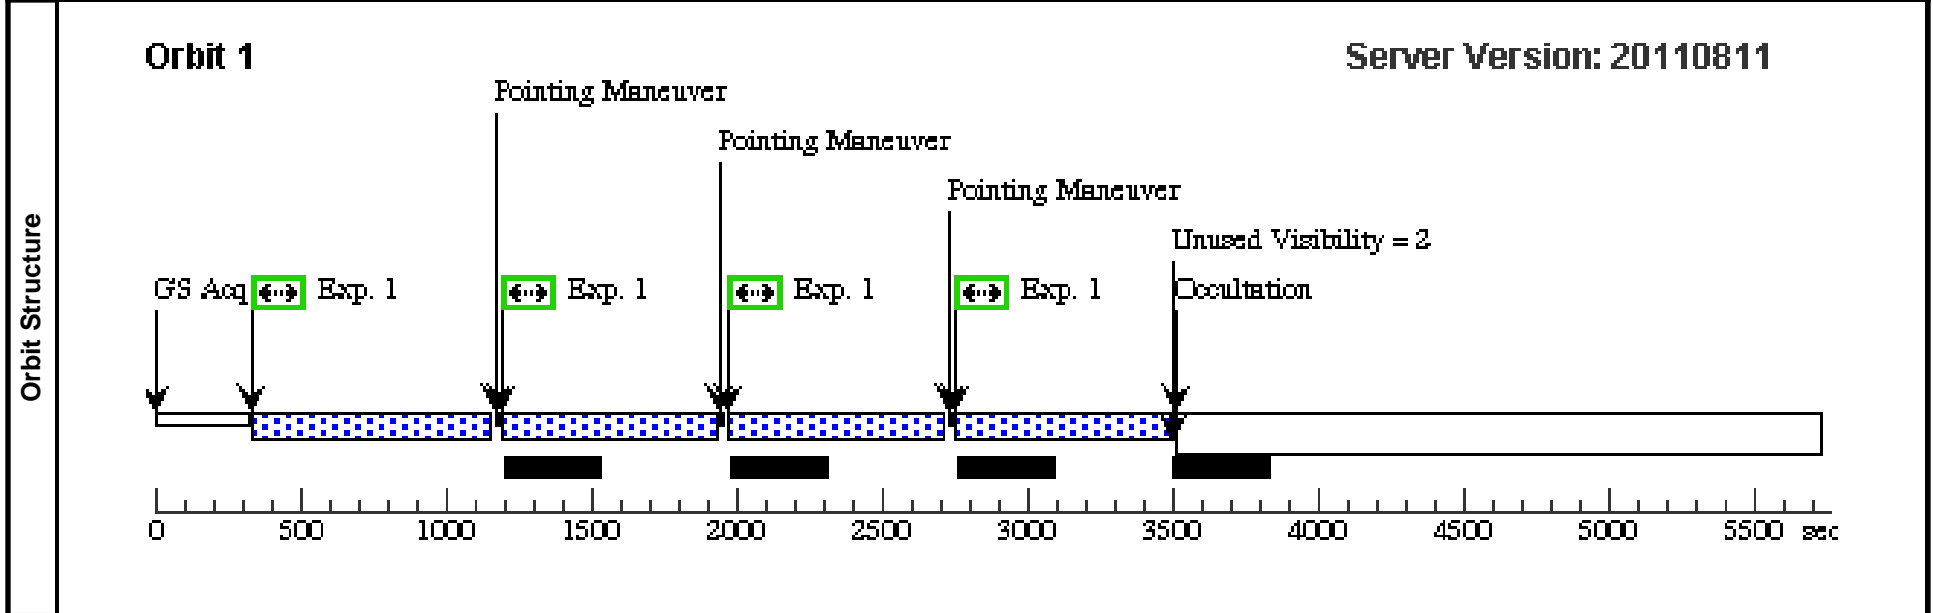 Orbit Structure
Orbit 1
Server Version: 20110811
Pointing Maneuver
Pointing Maneuver
Pointing Maneuver
Unused Visibility = 2
GS Acq
Exp. 1
Exp. 1
Exp. 1
Exp. 1
Occultation
0 500 1000 1500 2000 2500 3000 3500 4000 4500 5000 5500 sec